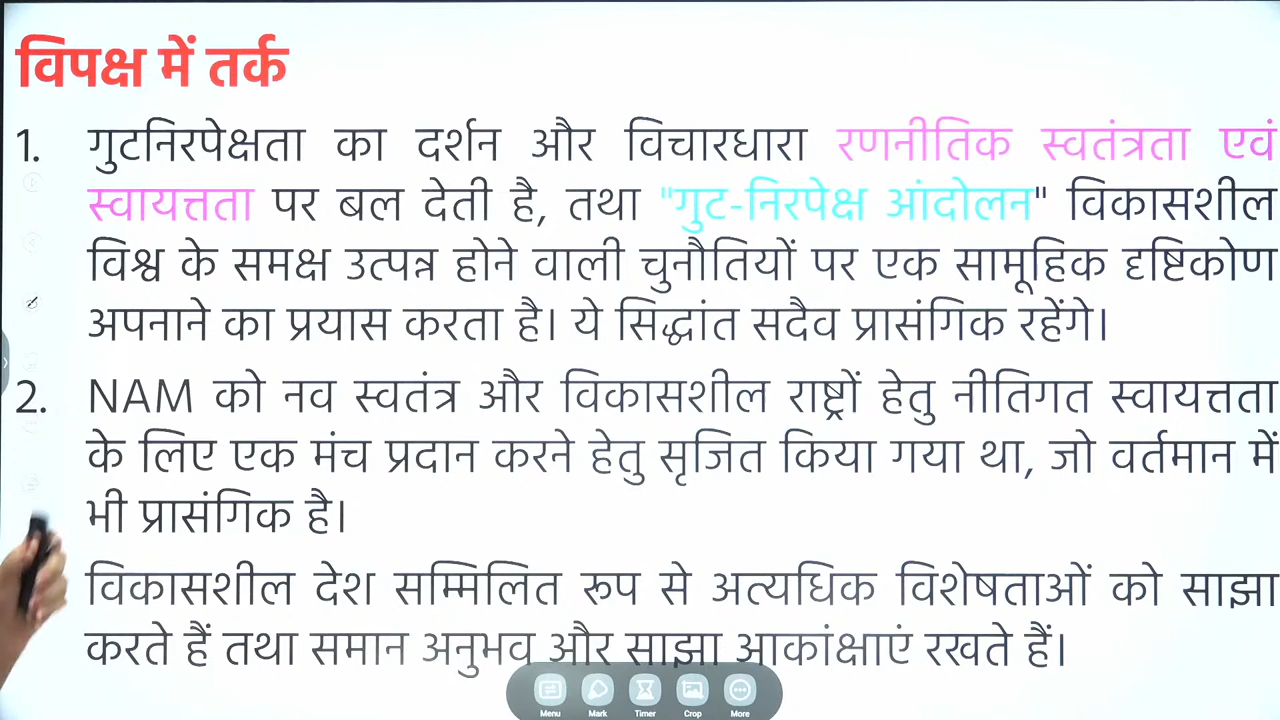 विपक्ष में तर्क
1. गुटनिरपेक्षता का दर्शन और विचारधारा रणनीतिक स्वतंत्रता एवं
स्वायत्तता पर बल देती है, तथा "गुट-निरपेक्ष आंदोलन" विकासशील
विश्व के समक्ष उत्पन्न होने वाली चुनौतियों पर एक सामूहिक दृष्टिकोण
अपनाने का प्रयास करता है। ये सिद्धांत सदैव प्रासंगिक रहेंगे।
2. NAM को नव स्वतंत्र और विकासशील राष्ट्रों हेतु नीतिगत स्वायत्तता
के लिए एक मंच प्रदान करने हेतु सृजित किया गया था, जो वर्तमान में
भी प्रासंगिक है।
विकासशील देश सम्मिलित रूप से अत्यधिक विशेषताओं को साझा
करते हैं तथा समान अनुभव और साझा आकांक्षाएं रखते हैं।
Menu Mark Timer Crop More